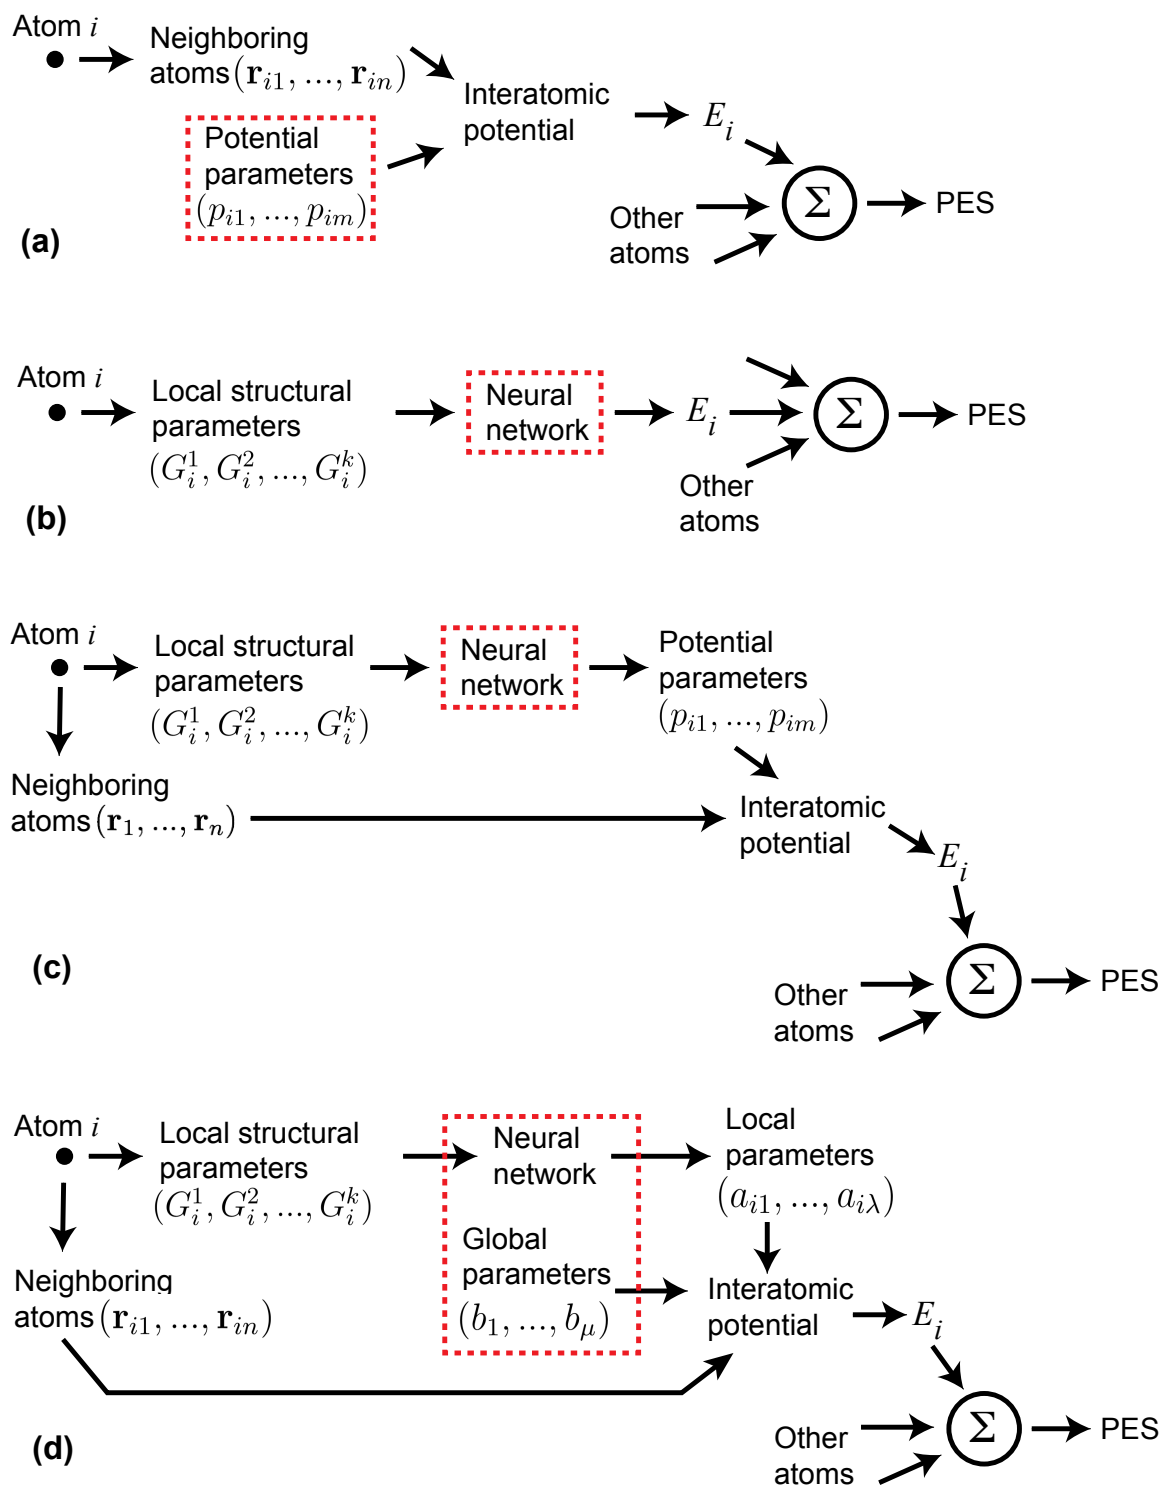 Atom i
Neighboring
atoms (r_{i1}, ..., r_{in})
Interatomic
potential
E_i
Potential
parameters
(p_{i1}, ..., p_{im})
Σ
PES
Other
atoms
(a)
Atom i
Local structural
parameters
(G_i^1, G_i^2, ..., G_i^k)
Neural
network
E_i
Σ
PES
Other
atoms
(b)
Atom i
Local structural
parameters
(G_i^1, G_i^2, ..., G_i^k)
Neural
network
Potential
parameters
(p_{i1}, ..., p_{im})
Neighboring
atoms (r_1, ..., r_n)
Interatomic
potential
E_i
(c)
Other
atoms
Σ
PES
Atom i
Local structural
parameters
(G_i^1, G_i^2, ..., G_i^k)
Neural
network
Local
parameters
(a_{i1}, ..., a_{iλ})
Global
parameters
(b_1, ..., b_μ)
Neighboring
atoms (r_{i1}, ..., r_{in})
Interatomic
potential
E_i
Other
atoms
Σ
PES
(d)